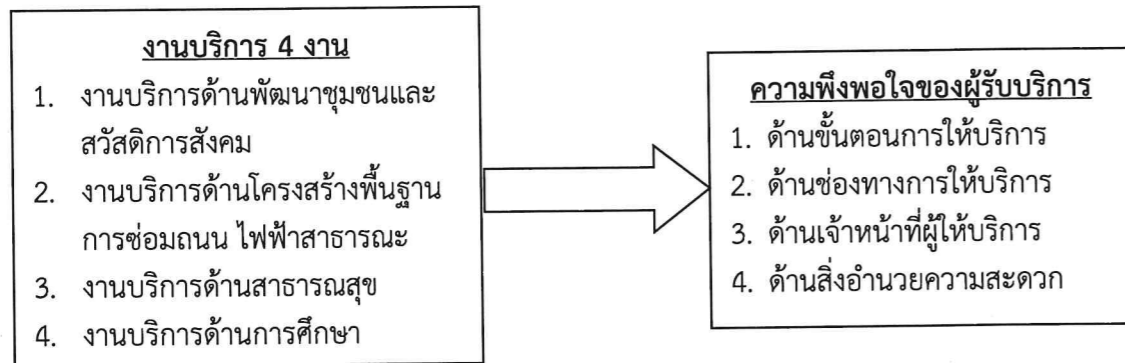 งานบริการ 4 งาน
1. งานบริการด้านพัฒนาชุมชนและ
สวัสดิการสังคม
2. งานบริการด้านโครงสร้างพื้นฐาน
การซ่อมถนน ไฟฟ้าสาธารณะ
3. งานบริการด้านสาธารณสุข
4. งานบริการด้านการศึกษา
ความพึงพอใจของผู้รับบริการ
1. ด้านขั้นตอนการให้บริการ
2. ด้านช่องทางการให้บริการ
3. ด้านเจ้าหน้าที่ผู้ให้บริการ
4. ด้านสิ่งอำนวยความสะดวก